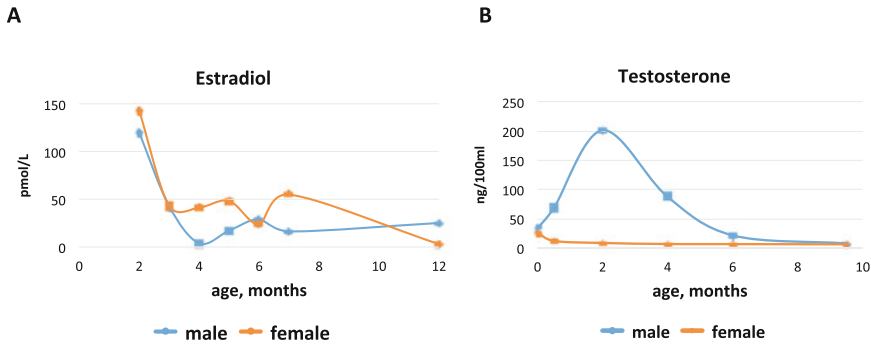 A
Estradiol
pmol/L
150
100
50
0
0 2 4 6 8 10 12
age, months
male female
B
Testosterone
ng/100ml
250
200
150
100
50
0
0 2 4 6 8 10
age, months
male female